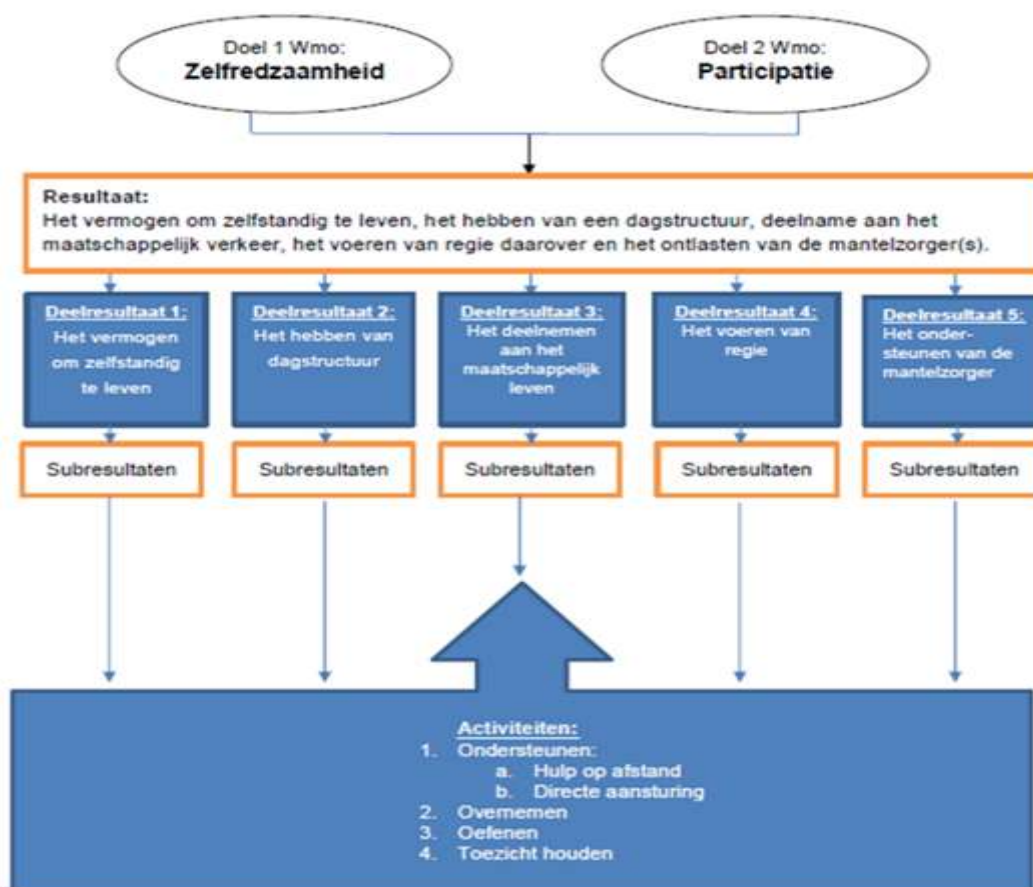 Doel 1 Wmo:
Zelfredzaamheid
Doel 2 Wmo:
Participatie
Resultaat:
Het vermogen om zelfstandig te leven, het hebben van een dagstructuur, deelname aan het
maatschappelijk verkeer, het voeren van regie daarover en het ontlasten van de mantelzorger(s).
Deelresultaat 1:
Het vermogen
om zelfstandig
te leven
Deelresultaat 2:
Het hebben van
dagstructuur
Deelresultaat 3:
Het deelnemen
aan het
maatschappelijk
leven
Deelresultaat 4:
Het voeren van
regie
Deelresultaat 5:
Het onder-
steunen van de
mantelzorger
Subresultaten
Subresultaten
Subresultaten
Subresultaten
Subresultaten
Activiteiten:
1. Ondersteunen:
a. Hulp op afstand
b. Directe aansturing
2. Overnemen
3. Oefenen
4. Toezicht houden